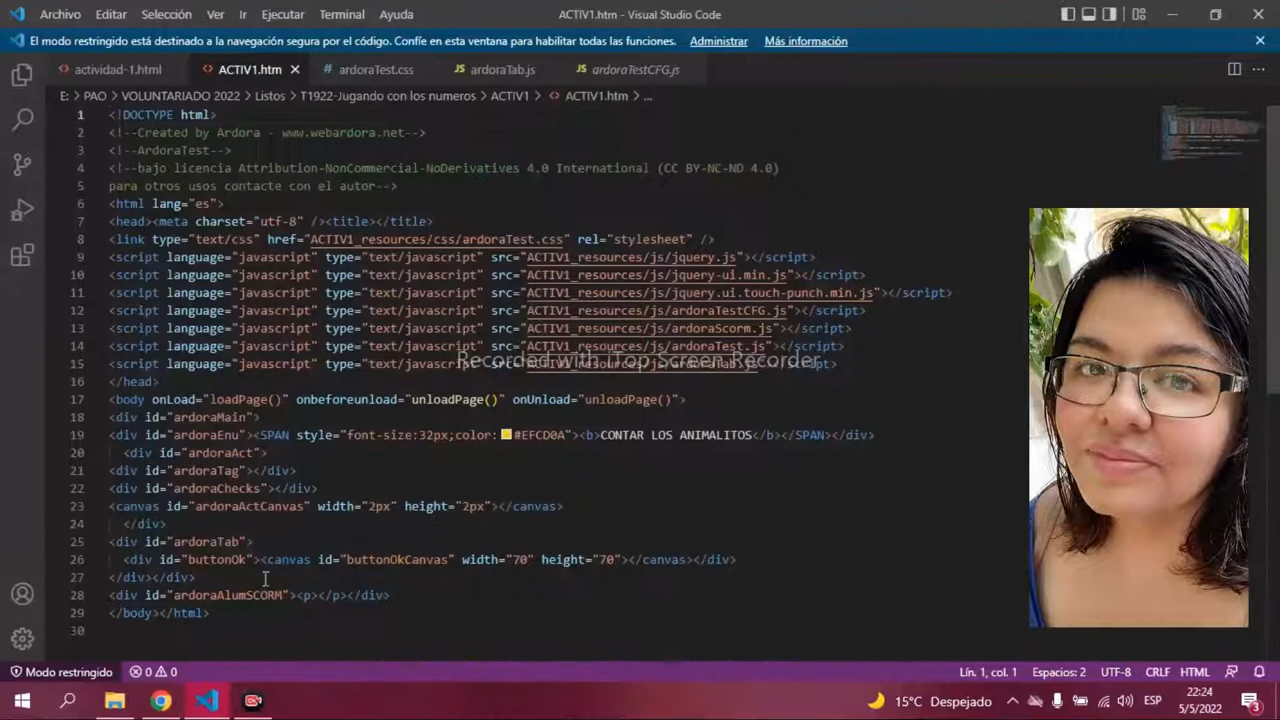 Archivo Editar Selección Ver Ir Ejecutar Terminal Ayuda ACTIV1.htm - Visual Studio Code
El modo restringido está destinado a la navegación segura por el código. Confíe en esta ventana para habilitar todas las funciones. Administrar Más información
actividad-1.html ACTIV1.htm ardoraTest.css ardoraTab.js ardoraTestCFG.js
E: > PAO > VOLUNTARIADO 2022 > Listos > T1922-Jugando con los numeros > ACTIV1 > ACTIV1.htm > ...
1 <!DOCTYPE html>
2 <!--Created by Ardora - www.webardora.net-->
3 <!--ArdoraTest-->
4 <!--bajo licencia Attribution-NonCommercial-NoDerivatives 4.0 International (CC BY-NC-ND 4.0)
5 para otros usos contacte con el autor-->
6 <html lang="es">
7 <head><meta charset="utf-8" /><title></title>
8 <link type="text/css" href="ACTIV1_resources/css/ardoraTest.css" rel="stylesheet" />
9 <script language="javascript" type="text/javascript" src="ACTIV1_resources/js/jquery.js"></script>
10 <script language="javascript" type="text/javascript" src="ACTIV1_resources/js/jquery-ui.min.js"></script>
11 <script language="javascript" type="text/javascript" src="ACTIV1_resources/js/jquery.ui.touch-punch.min.js"></script>
12 <script language="javascript" type="text/javascript" src="ACTIV1_resources/js/ardoraTestCFG.js"></script>
13 <script language="javascript" type="text/javascript" src="ACTIV1_resources/js/ardoraScorm.js"></script>
14 <script language="javascript" type="text/javascript" src="ACTIV1_resources/js/ardoraTest.js"></script>
Recorded with iTop Screen Recorder
15 <script language="javascript" type="text/javascript" src="ACTIV1_resources/js/ardoraTab.js"></script>
16 </head>
17 <body onLoad="loadPage()" onbeforeunload="unloadPage()" onUnload="unloadPage()">
18 <div id="ardoraMain">
19 <div id="ardoraEnu"><SPAN style="font-size:32px;color:#EFCD0A"><b>CONTAR LOS ANIMALITOS</b></SPAN></div>
20 <div id="ardoraAct">
21 <div id="ardoraTag"></div>
22 <div id="ardoraChecks"></div>
23 <canvas id="ardoraActCanvas" width="2px" height="2px"></canvas>
24 </div>
25 <div id="ardoraTab">
26 <div id="buttonOk"><canvas id="buttonOkCanvas" width="70" height="70"></canvas></div>
27 </div></div>
28 <div id="ardoraAlumSCORM"><p></p></div>
29 </body></html>
30
Modo restringido 0 0 Lín. 1, col. 1 Espacios: 2 UTF-8 CRLF HTML
15°C Despejado ESP 22:24
5/5/2022 3